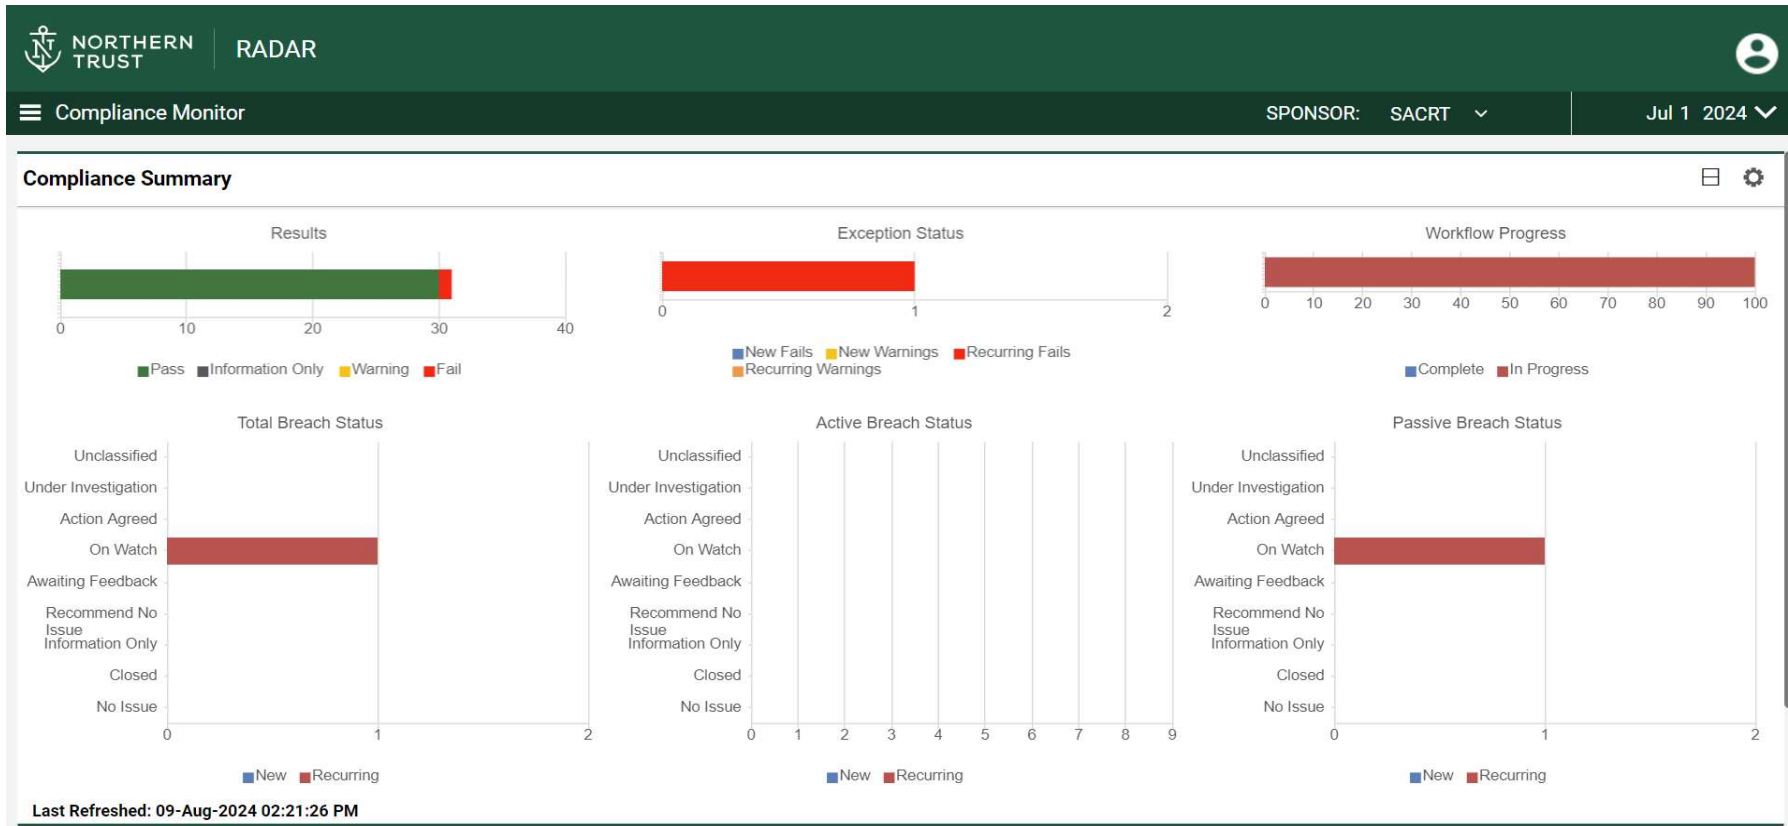 NORTHERN
TRUST
RADAR
Compliance Monitor
SPONSOR: SACRT
Jul 1 2024
Compliance Summary
Results
0 10 20 30 40
Pass Information Only Warning Fail
Exception Status
0 1 2
New Fails New Warnings Recurring Fails
Recurring Warnings
Workflow Progress
0 10 20 30 40 50 60 70 80 90 100
Complete In Progress
Total Breach Status
Unclassified
Under Investigation
Action Agreed
On Watch
Awaiting Feedback
Recommend No
Issue
Information Only
Closed
No Issue
0 1 2
New Recurring
Active Breach Status
Unclassified
Under Investigation
Action Agreed
On Watch
Awaiting Feedback
Recommend No
Issue
Information Only
Closed
No Issue
0 1 2 3 4 5 6 7 8 9
New Recurring
Passive Breach Status
Unclassified
Under Investigation
Action Agreed
On Watch
Awaiting Feedback
Recommend No
Issue
Information Only
Closed
No Issue
0 1 2
New Recurring
Last Refreshed: 09-Aug-2024 02:21:26 PM